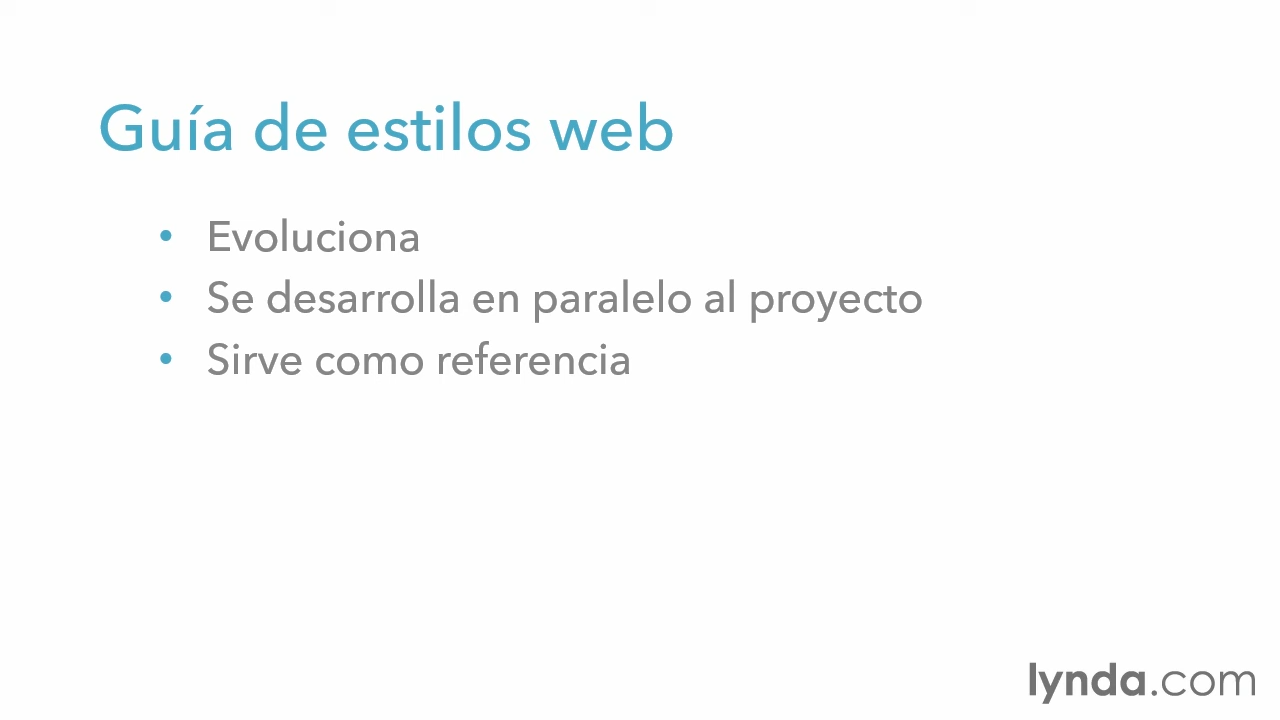 Guía de estilos web
• Evoluciona
• Se desarrolla en paralelo al proyecto
• Sirve como referencia
lynda.com